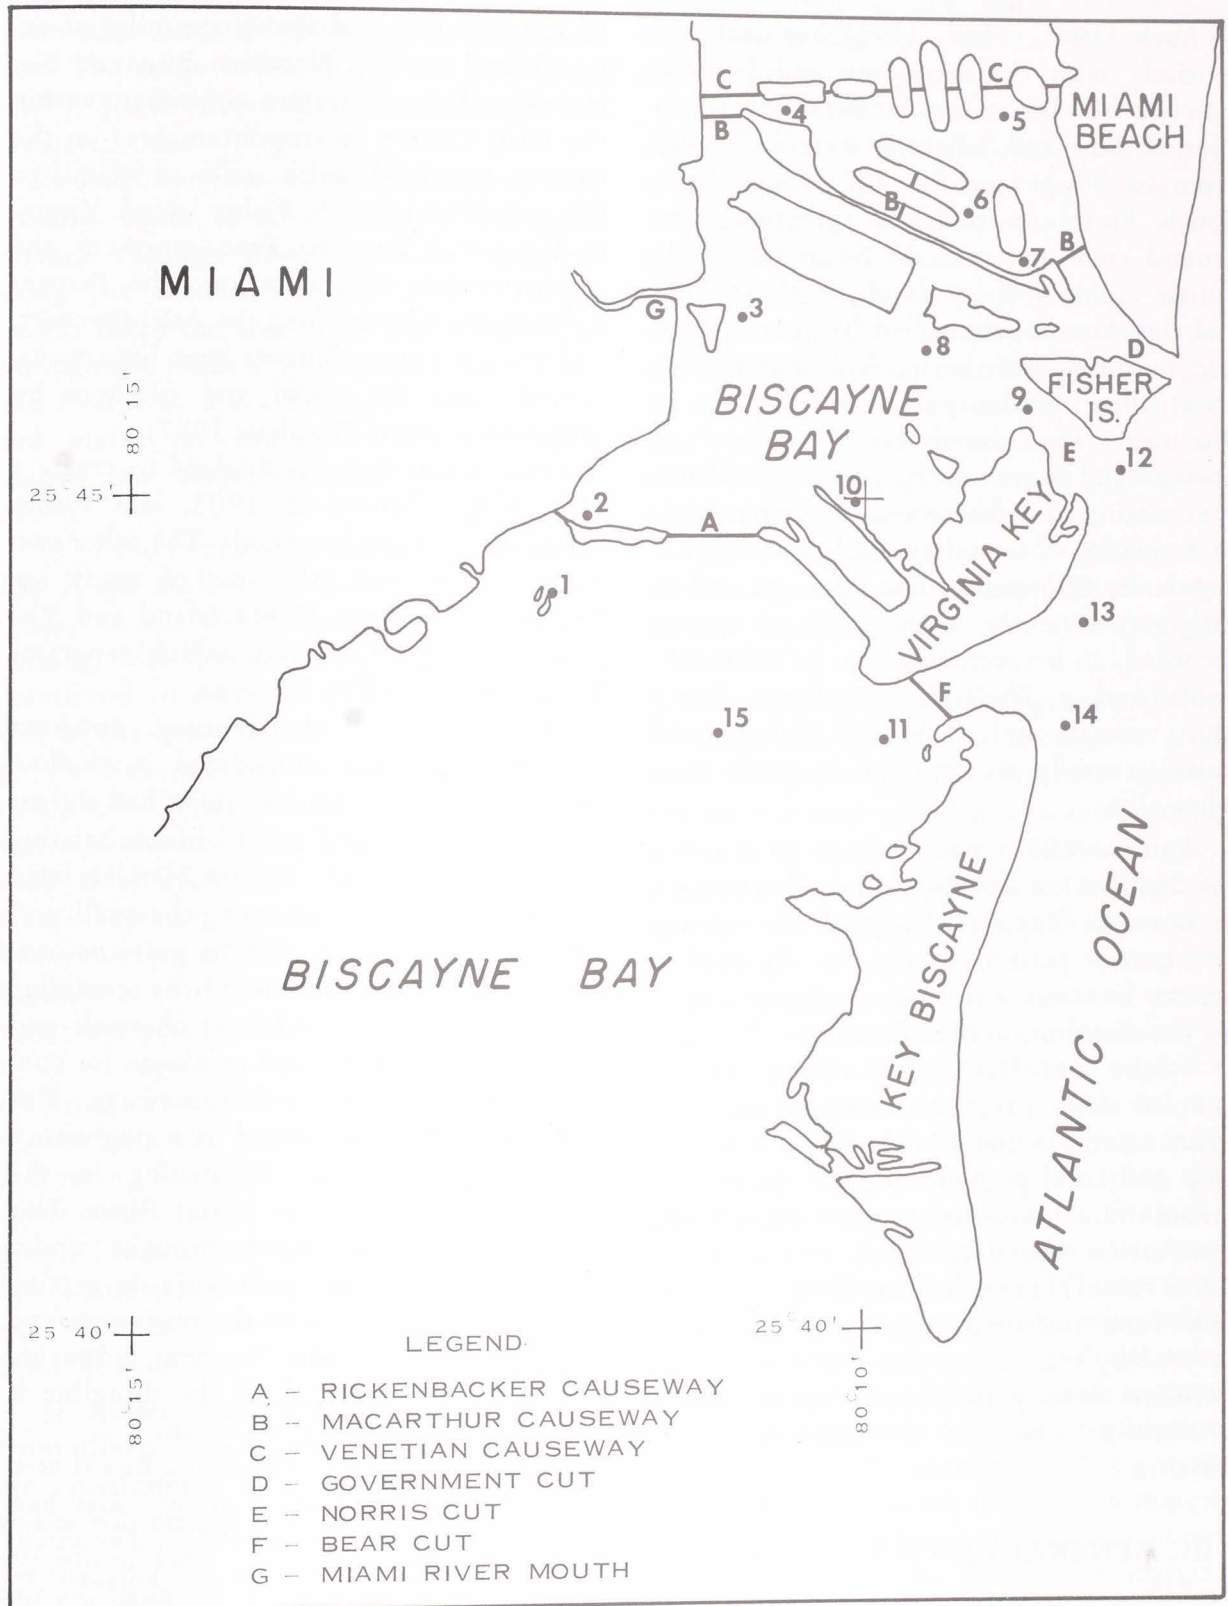 C
C
4
5
MIAMI
BEACH
B
B
6
B
7
MIAMI
G
3
D
8
FISHER
IS.
BISCAYNE
BAY
9
E
12
80 15'
25 45'
2
10
A
VIRGINIA KEY
1
13
F
15
11
14
KEY BISCAYNE
ATLANTIC OCEAN
BISCAYNE BAY
25 40'
80 15'
25° 40'
80° 10'
LEGEND
A – RICKENBACKER CAUSEWAY
B – MACARTHUR CAUSEWAY
C – VENETIAN CAUSEWAY
D – GOVERNMENT CUT
E – NORRIS CUT
F – BEAR CUT
G – MIAMI RIVER MOUTH